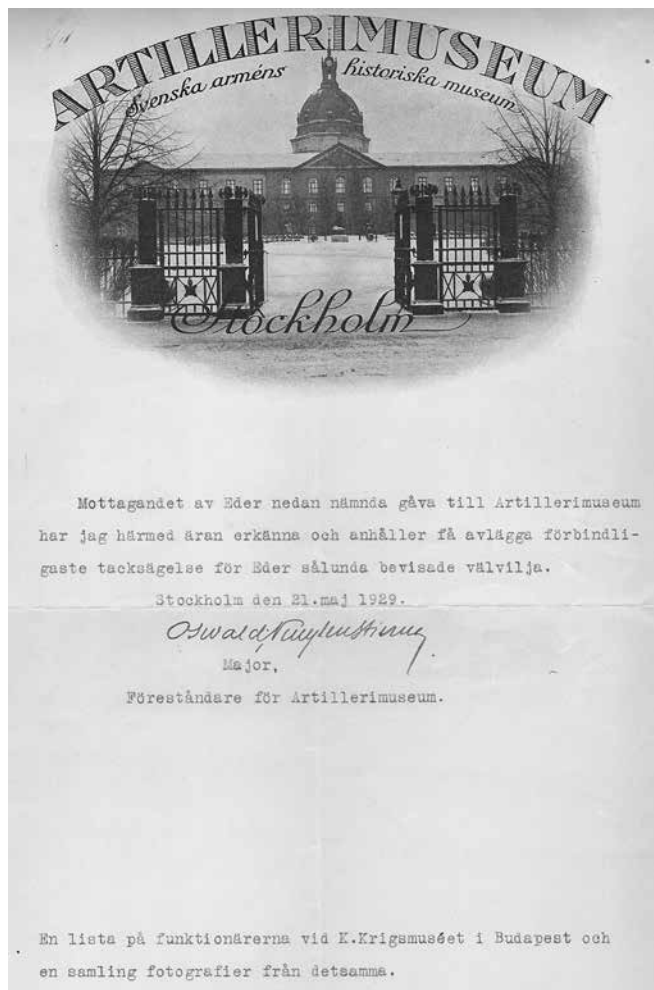 ARTILLERIMUSEUM
Svenska arméns historiska museum
Stockholm
Mottagandet av Eder nedan nämnda gåva till Artillerimuseum
har jag härmed äran erkänna och anhåller få avlägga förbindli-
gaste tacksägelse för Eder sålunda bevisade välvilja.
Stockholm den 21.maj 1929.
Oswald Kuylenstierna
Major,
Föreståndare för Artillerimuseum.
En lista på funktionärerna vid K.Krigsmuséet i Budapest och
en samling fotografier från detsamma.